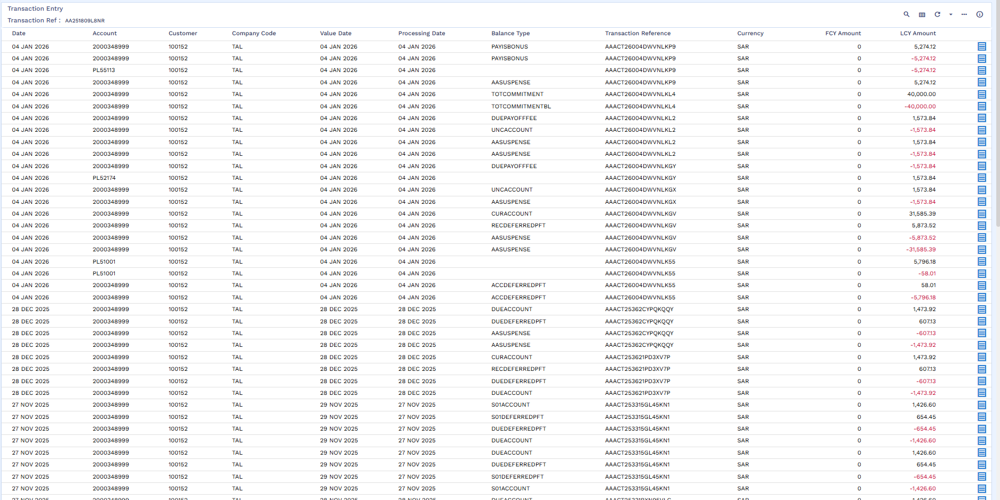 Transaction Entry
Transaction Ref : AA251809L8NR
Date Account Customer Company Code Value Date Processing Date Balance Type Transaction Reference Currency FCY Amount LCY Amount
04 JAN 2026 2000348999 100152 TAL 04 JAN 2026 04 JAN 2026 PAYISBONUS AAACT26004DWVNLKP9 SAR 0 5,274.12
04 JAN 2026 2000348999 100152 TAL 04 JAN 2026 04 JAN 2026 PAYISBONUS AAACT26004DWVNLKP9 SAR 0 -5,274.12
04 JAN 2026 PL55113 100152 TAL 04 JAN 2026 04 JAN 2026 AAACT26004DWVNLKP9 SAR 0 -5,274.12
04 JAN 2026 2000348999 100152 TAL 04 JAN 2026 04 JAN 2026 AASUSPENSE AAACT26004DWVNLKP9 SAR 0 5,274.12
04 JAN 2026 2000348999 100152 TAL 04 JAN 2026 04 JAN 2026 TOTCOMMITMENT AAACT26004DWVNLKL4 SAR 0 40,000.00
04 JAN 2026 2000348999 100152 TAL 04 JAN 2026 04 JAN 2026 TOTCOMMITMENTBL AAACT26004DWVNLKL4 SAR 0 -40,000.00
04 JAN 2026 2000348999 100152 TAL 04 JAN 2026 04 JAN 2026 DUEPAYOFFFEE AAACT26004DWVNLKL2 SAR 0 1,573.84
04 JAN 2026 2000348999 100152 TAL 04 JAN 2026 04 JAN 2026 UNCACCOUNT AAACT26004DWVNLKL2 SAR 0 -1,573.84
04 JAN 2026 2000348999 100152 TAL 04 JAN 2026 04 JAN 2026 AASUSPENSE AAACT26004DWVNLKL2 SAR 0 1,573.84
04 JAN 2026 2000348999 100152 TAL 04 JAN 2026 04 JAN 2026 AASUSPENSE AAACT26004DWVNLKL2 SAR 0 -1,573.84
04 JAN 2026 2000348999 100152 TAL 04 JAN 2026 04 JAN 2026 DUEPAYOFFFEE AAACT26004DWVNLKGY SAR 0 -1,573.84
04 JAN 2026 PL52174 100152 TAL 04 JAN 2026 04 JAN 2026 AAACT26004DWVNLKGY SAR 0 1,573.84
04 JAN 2026 2000348999 100152 TAL 04 JAN 2026 04 JAN 2026 UNCACCOUNT AAACT26004DWVNLKGX SAR 0 1,573.84
04 JAN 2026 2000348999 100152 TAL 04 JAN 2026 04 JAN 2026 AASUSPENSE AAACT26004DWVNLKGX SAR 0 -1,573.84
04 JAN 2026 2000348999 100152 TAL 04 JAN 2026 04 JAN 2026 CURACCOUNT AAACT26004DWVNLKGV SAR 0 31,585.39
04 JAN 2026 2000348999 100152 TAL 04 JAN 2026 04 JAN 2026 RECDEFERREDPFT AAACT26004DWVNLKGV SAR 0 5,873.52
04 JAN 2026 2000348999 100152 TAL 04 JAN 2026 04 JAN 2026 AASUSPENSE AAACT26004DWVNLKGV SAR 0 -5,873.52
04 JAN 2026 2000348999 100152 TAL 04 JAN 2026 04 JAN 2026 AASUSPENSE AAACT26004DWVNLKGV SAR 0 -31,585.39
04 JAN 2026 PL51001 100152 TAL 04 JAN 2026 04 JAN 2026 AAACT26004DWVNLK55 SAR 0 5,796.18
04 JAN 2026 PL51001 100152 TAL 04 JAN 2026 04 JAN 2026 AAACT26004DWVNLK55 SAR 0 -58.01
04 JAN 2026 2000348999 100152 TAL 04 JAN 2026 04 JAN 2026 ACCDEFERREDPFT AAACT26004DWVNLK55 SAR 0 58.01
04 JAN 2026 2000348999 100152 TAL 04 JAN 2026 04 JAN 2026 ACCDEFERREDPFT AAACT26004DWVNLK55 SAR 0 -5,796.18
28 DEC 2025 2000348999 100152 TAL 28 DEC 2025 28 DEC 2025 DUEACCOUNT AAACT25362CYPQKQQY SAR 0 1,473.92
28 DEC 2025 2000348999 100152 TAL 28 DEC 2025 28 DEC 2025 DUEDEFERREDPFT AAACT25362CYPQKQQY SAR 0 607.13
28 DEC 2025 2000348999 100152 TAL 28 DEC 2025 28 DEC 2025 AASUSPENSE AAACT25362CYPQKQQY SAR 0 -607.13
28 DEC 2025 2000348999 100152 TAL 28 DEC 2025 28 DEC 2025 AASUSPENSE AAACT25362CYPQKQQY SAR 0 -1,473.92
28 DEC 2025 2000348999 100152 TAL 28 DEC 2025 28 DEC 2025 CURACCOUNT AAACT253621PD3XV7P SAR 0 1,473.92
28 DEC 2025 2000348999 100152 TAL 28 DEC 2025 28 DEC 2025 RECDEFERREDPFT AAACT253621PD3XV7P SAR 0 607.13
28 DEC 2025 2000348999 100152 TAL 28 DEC 2025 28 DEC 2025 DUEDEFERREDPFT AAACT253621PD3XV7P SAR 0 -607.13
28 DEC 2025 2000348999 100152 TAL 28 DEC 2025 28 DEC 2025 DUEACCOUNT AAACT253621PD3XV7P SAR 0 -1,473.92
27 NOV 2025 2000348999 100152 TAL 29 NOV 2025 27 NOV 2025 S01ACCOUNT AAACT253315GL45KN1 SAR 0 1,426.60
27 NOV 2025 2000348999 100152 TAL 29 NOV 2025 27 NOV 2025 S01DEFERREDPFT AAACT253315GL45KN1 SAR 0 654.45
27 NOV 2025 2000348999 100152 TAL 29 NOV 2025 27 NOV 2025 DUEDEFERREDPFT AAACT253315GL45KN1 SAR 0 -654.45
27 NOV 2025 2000348999 100152 TAL 29 NOV 2025 27 NOV 2025 DUEACCOUNT AAACT253315GL45KN1 SAR 0 -1,426.60
27 NOV 2025 2000348999 100152 TAL 29 NOV 2025 27 NOV 2025 DUEACCOUNT AAACT253315GL45KN1 SAR 0 1,426.60
27 NOV 2025 2000348999 100152 TAL 29 NOV 2025 27 NOV 2025 DUEDEFERREDPFT AAACT253315GL45KN1 SAR 0 654.45
27 NOV 2025 2000348999 100152 TAL 29 NOV 2025 27 NOV 2025 S01DEFERREDPFT AAACT253315GL45KN1 SAR 0 -654.45
27 NOV 2025 2000348999 100152 TAL 29 NOV 2025 27 NOV 2025 S01ACCOUNT AAACT253315GL45KN1 SAR 0 -1,426.60